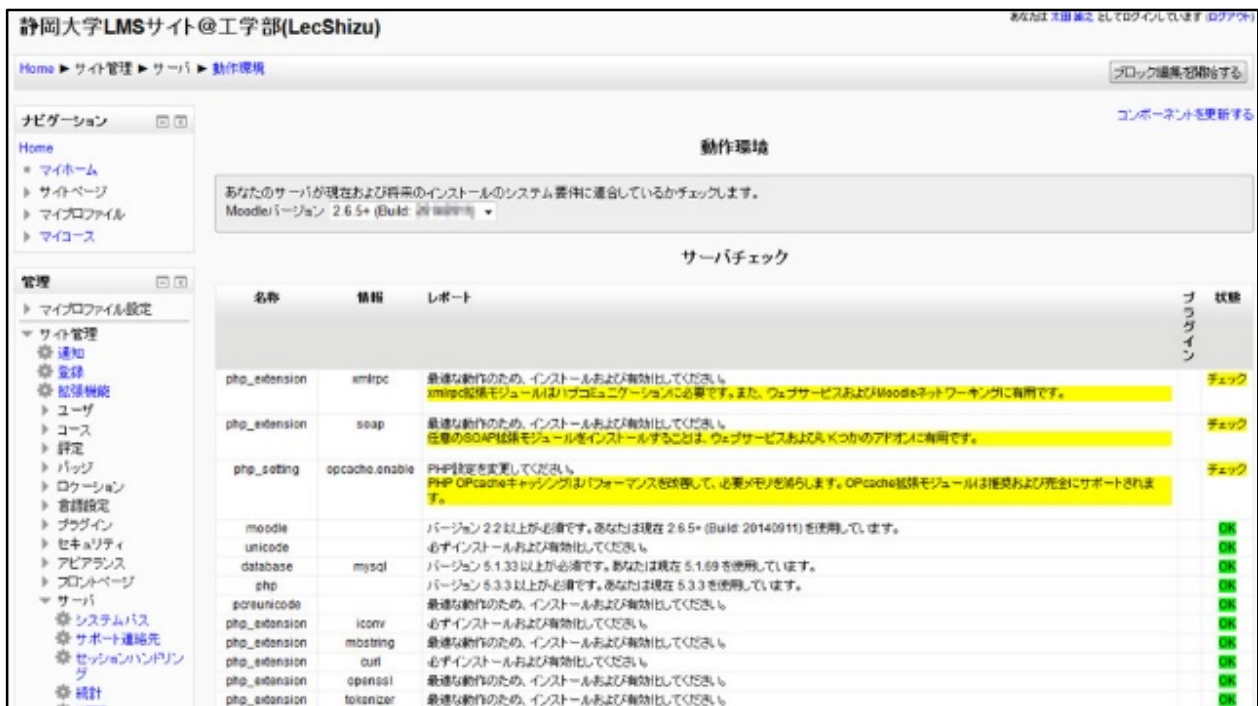 静岡大学LMSサイト@工学部(LecShizu)
あなたは 太田 として ログインしています (ログアウト)
Home ► サイト管理 ► サーバ ► 動作環境
ブロック編集を開始する
コンポーネントを更新する
ナビゲーション
Home
マイホーム
サイトページ
マイプロファイル
マイコース
管理
マイプロファイル設定
サイト管理
通知
登録
拡張機能
ユーザ
コース
評定
バッジ
ロケーション
言語設定
プラグイン
セキュリティ
アピアランス
フロントページ
サーバ
システムパス
サポート連絡先
セッションハンドリング
統計
動作環境
あなたのサーバが現在および将来のインストールのシステム要件に適合しているかチェックします。
Moodleバージョン 2.6.5+ (Build:
サーバチェック
名称 情報 レポート プラグイン 状態
php_extension xmlrpc 最適な動作のため、インストールおよび有効化してください。 チェック
xmlrpc拡張モジュールはハブコミュニケーションに必要です。また、ウェブサービスおよびMoodleネットワーキングに有用です。
php_extension soap 最適な動作のため、インストールおよび有効化してください。 チェック
任意のSOAP拡張モジュールをインストールすることは、ウェブサービスおよびいくつかのアドオンに有用です。
php_setting opcache.enable PHP設定を変更してください。 チェック
PHP OPcacheキャッシングはパフォーマンスを改善して、必要メモリを減らします。OPcache拡張モジュールは推奨および完全にサポートされま
す。
moodle バージョン 2.2 以上が必須です。あなたは現在 2.6.5+ (Build: 20140911) を使用しています。 OK
unicode 必ずインストールおよび有効化してください。 OK
database mysql バージョン 5.1.33 以上が必須です。あなたは現在 5.1.69 を使用しています。 OK
php バージョン 5.3.3 以上が必須です。あなたは現在 5.3.3 を使用しています。 OK
pcreunicode 最適な動作のため、インストールおよび有効化してください。 OK
php_extension iconv 必ずインストールおよび有効化してください。 OK
php_extension mbstring 最適な動作のため、インストールおよび有効化してください。 OK
php_extension curl 必ずインストールおよび有効化してください。 OK
php_extension openssl 最適な動作のため、インストールおよび有効化してください。 OK
php_extension tokenizer 最適な動作のため、インストールおよび有効化してください。 OK